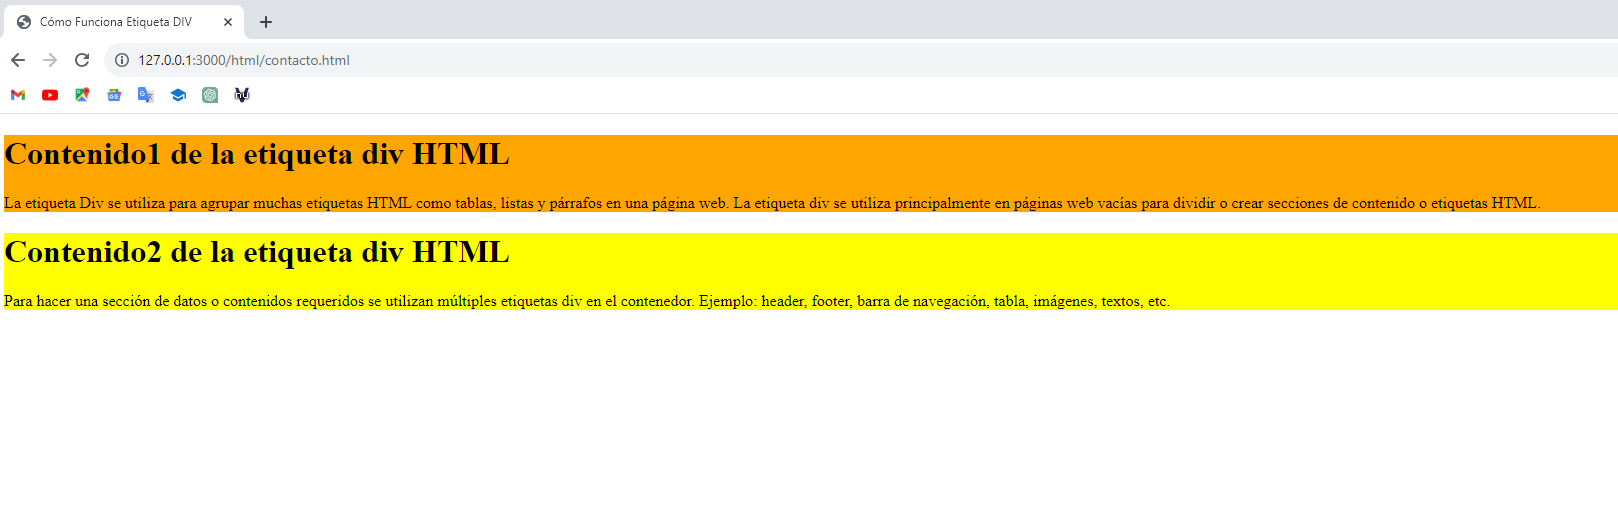 Cómo Funciona Etiqueta DIV
127.0.0.1:3000/html/contacto.html
Contenido1 de la etiqueta div HTML
La etiqueta Div se utiliza para agrupar muchas etiquetas HTML como tablas, listas y párrafos en una página web. La etiqueta div se utiliza principalmente en páginas web vacías para dividir o crear secciones de contenido o etiquetas HTML.
Contenido2 de la etiqueta div HTML
Para hacer una sección de datos o contenidos requeridos se utilizan múltiples etiquetas div en el contenedor. Ejemplo: header, footer, barra de navegación, tabla, imágenes, textos, etc.